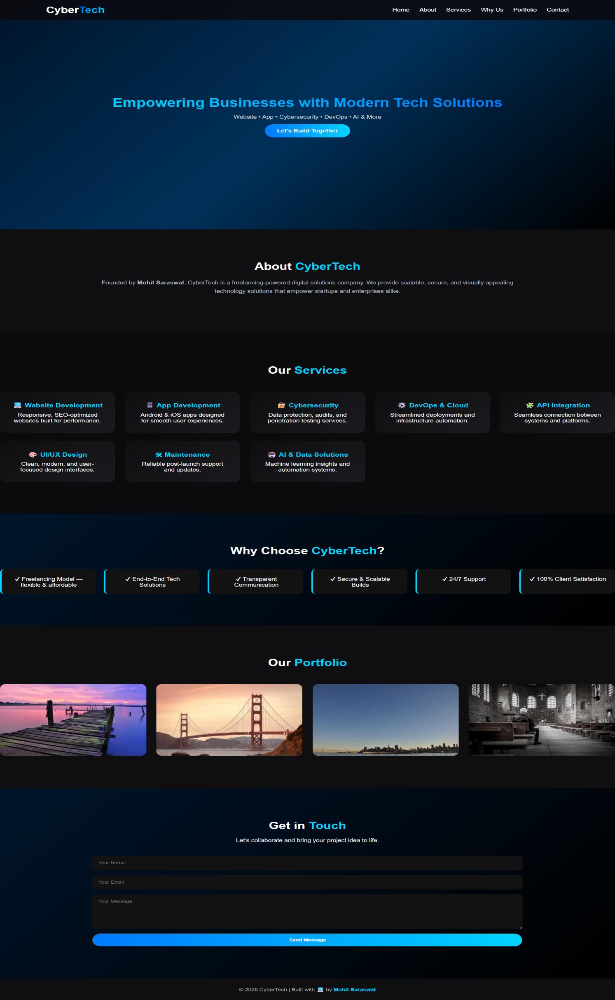 CyberTech
Home About Services Why Us Portfolio Contact
Empowering Businesses with Modern Tech Solutions
Website • App • Cybersecurity • DevOps • AI & More
Let's Build Together
About CyberTech
Founded by Mohit Saraswat, CyberTech is a freelancing-powered digital solutions company. We provide scalable, secure, and visually appealing
technology solutions that empower startups and enterprises alike.
Our Services
💻 Website Development
Responsive, SEO-optimized
websites built for performance.
📱 App Development
Android & iOS apps designed
for smooth user experiences.
🔐 Cybersecurity
Data protection, audits, and
penetration testing services.
⚙️ DevOps & Cloud
Streamlined deployments and
infrastructure automation.
🧩 API Integration
Seamless connection between
systems and platforms.
🎨 UI/UX Design
Clean, modern, and user-
focused design interfaces.
🛠 Maintenance
Reliable post-launch support
and updates.
🤖 AI & Data Solutions
Machine learning insights and
automation systems.
Why Choose CyberTech?
✓ Freelancing Model —
flexible & affordable
✓ End-to-End Tech
Solutions
✓ Transparent
Communication
✓ Secure & Scalable
Builds
✓ 24/7 Support
✓ 100% Client Satisfaction
Our Portfolio
Get in Touch
Let's collaborate and bring your project idea to life.
Your Name
Your Email
Your Message
Send Message
© 2025 CyberTech | Built with 💻 by Mohit Saraswat